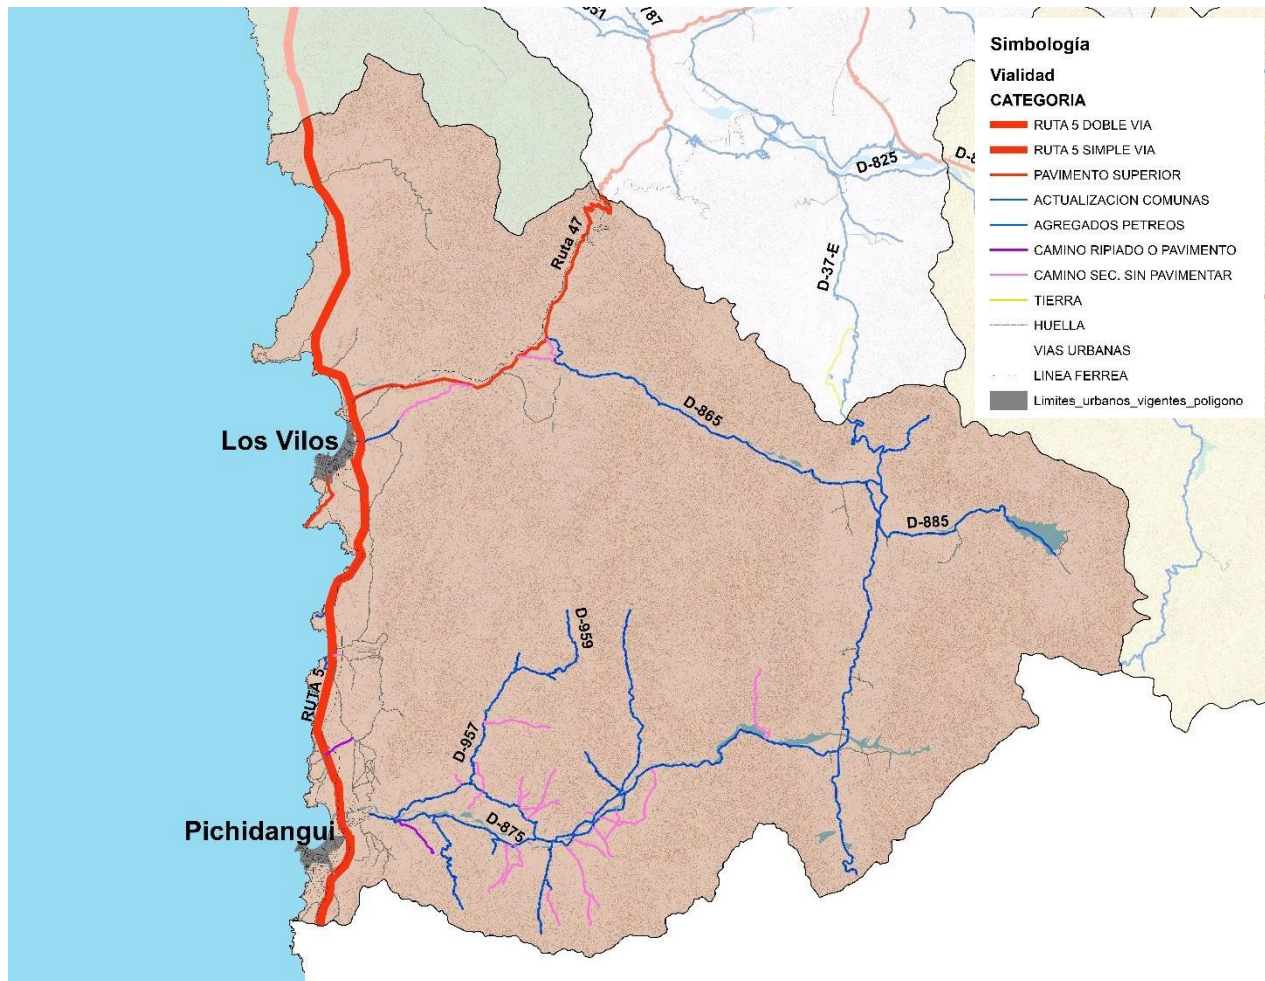 787
Simbología
Vialidad
CATEGORIA
RUTA 5 DOBLE VIA
RUTA 5 SIMPLE VIA
PAVIMENTO SUPERIOR
ACTUALIZACION COMUNAS
AGREGADOS PETREOS
CAMINO RIPIADO O PAVIMENTO
CAMINO SEC. SIN PAVIMENTAR
TIERRA
HUELLA
VIAS URBANAS
LINEA FERREA
Limites_urbanos_vigentes_poligono
D-825
Ruta 47
D-37-E
D-865
Los Vilos
D-885
D-959
RUTA 5
D-957
D-875
Pichidangui